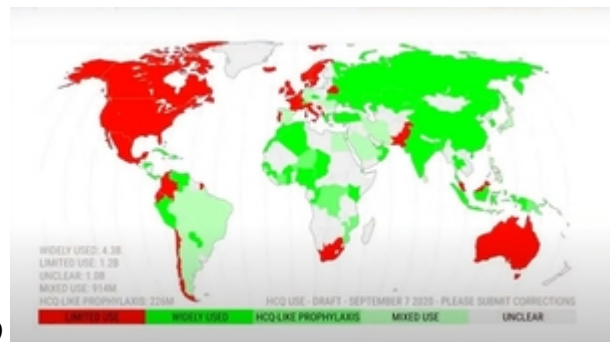 WIDELY USED: 4.3B
LIMITED USE: 1.2B
UNCLEAR: 1.0B
MIXED USE: 914M
HCQ-LIKE PROPHYLAXIS: 226M
HCQ USE - DRAFT - SEPTEMBER 7 2020 - PLEASE SUBMIT CORRECTIONS
LIMITED USE WIDELY USED HCQ-LIKE PROPHYLAXIS MIXED USE UNCLEAR